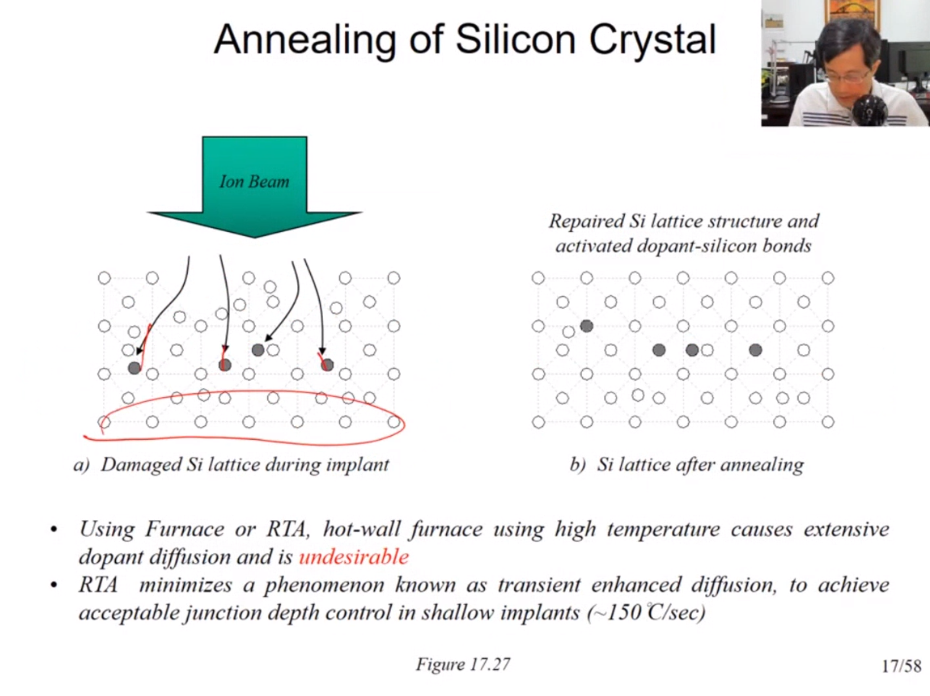 Annealing of Silicon Crystal
Ion Beam
Repaired Si lattice structure and
activated dopant-silicon bonds
a) Damaged Si lattice during implant
b) Si lattice after annealing
• Using Furnace or RTA, hot-wall furnace using high temperature causes extensive
dopant diffusion and is undesirable
• RTA minimizes a phenomenon known as transient enhanced diffusion, to achieve
acceptable junction depth control in shallow implants (~150℃/sec)
Figure 17.27
17/58